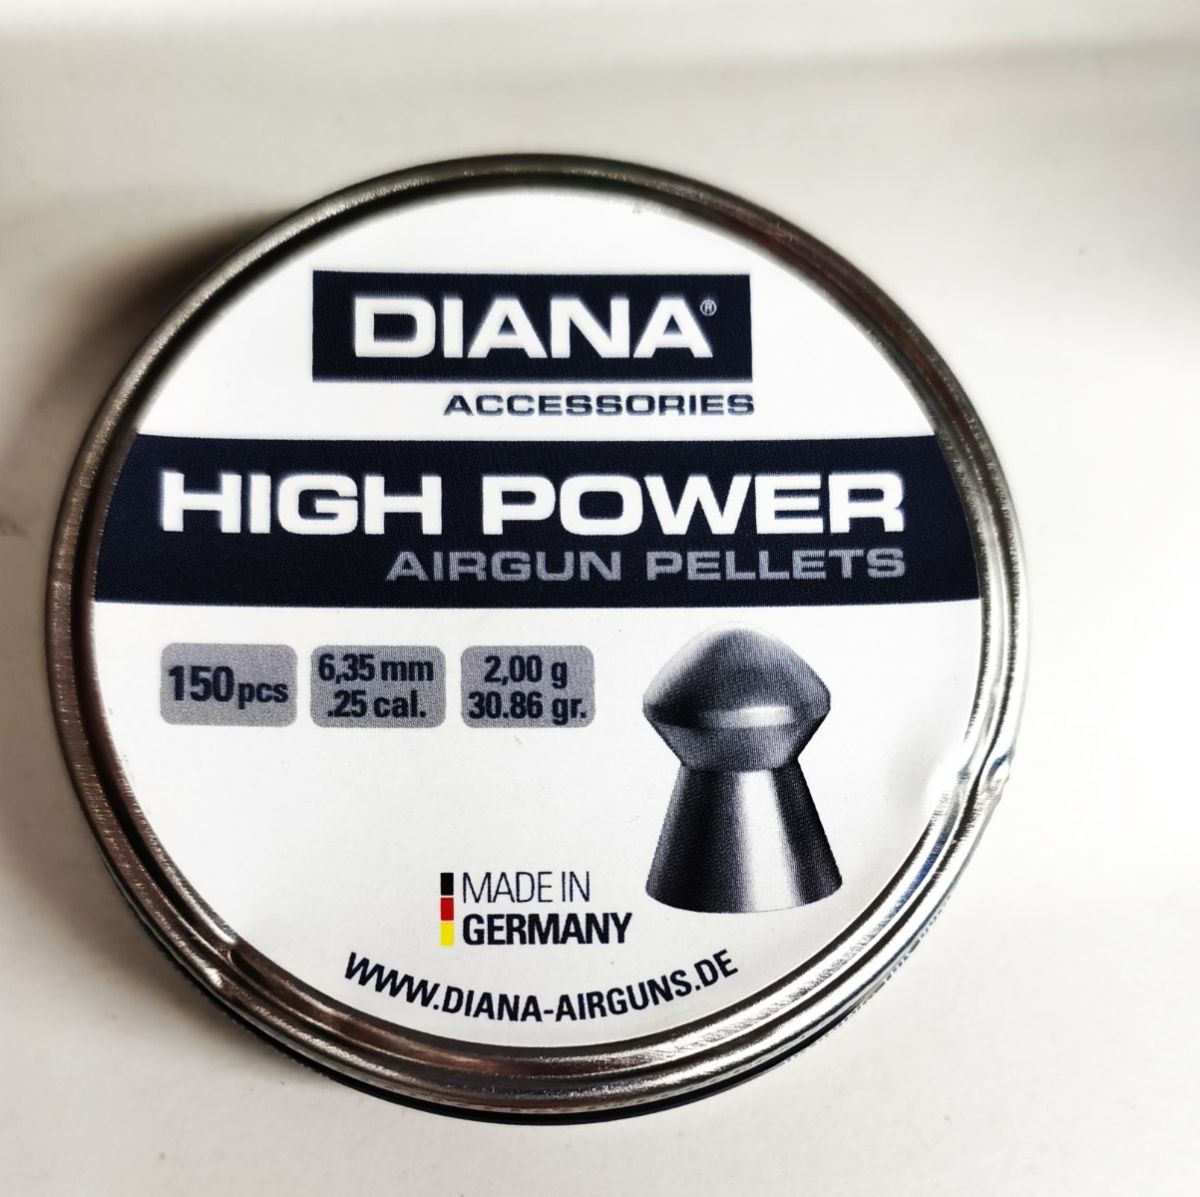 DIANA®
ACCESSORIES
HIGH POWER
AIRGUN PELLETS
150 pcs
6,35 mm
.25 cal.
2,00 g
30.86 gr.
MADE IN
GERMANY
WWW.DIANA-AIRGUNS.DE